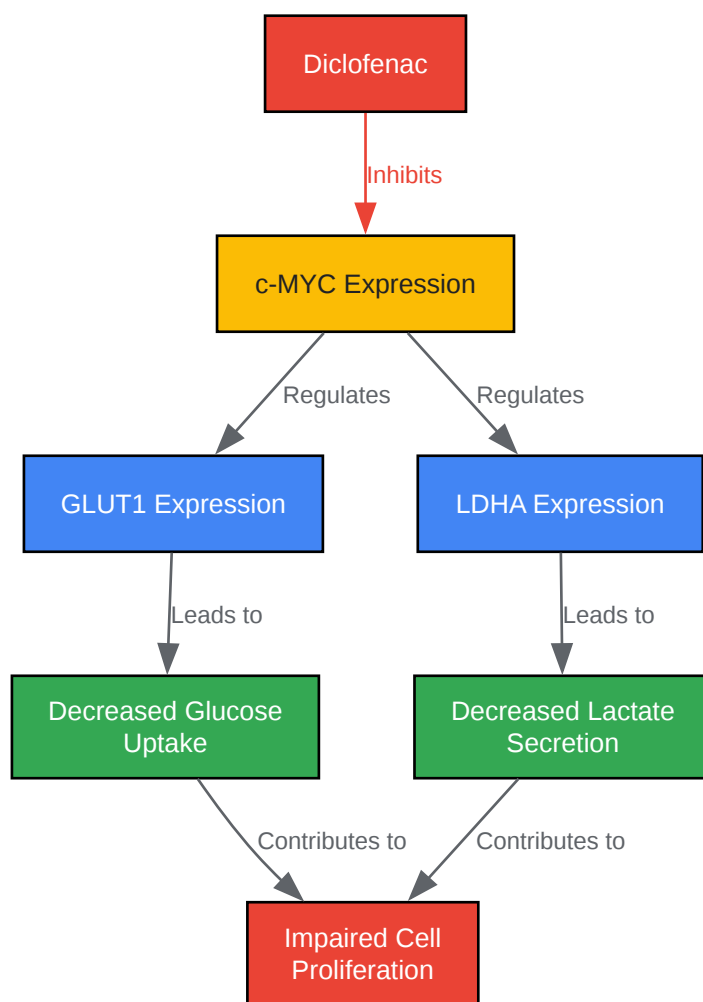 Diclofenac
Inhibits
c-MYC Expression
Regulates
Regulates
GLUT1 Expression
LDHA Expression
Leads to
Leads to
Decreased Glucose
Uptake
Decreased Lactate
Secretion
Contributes to
Contributes to
Impaired Cell
Proliferation